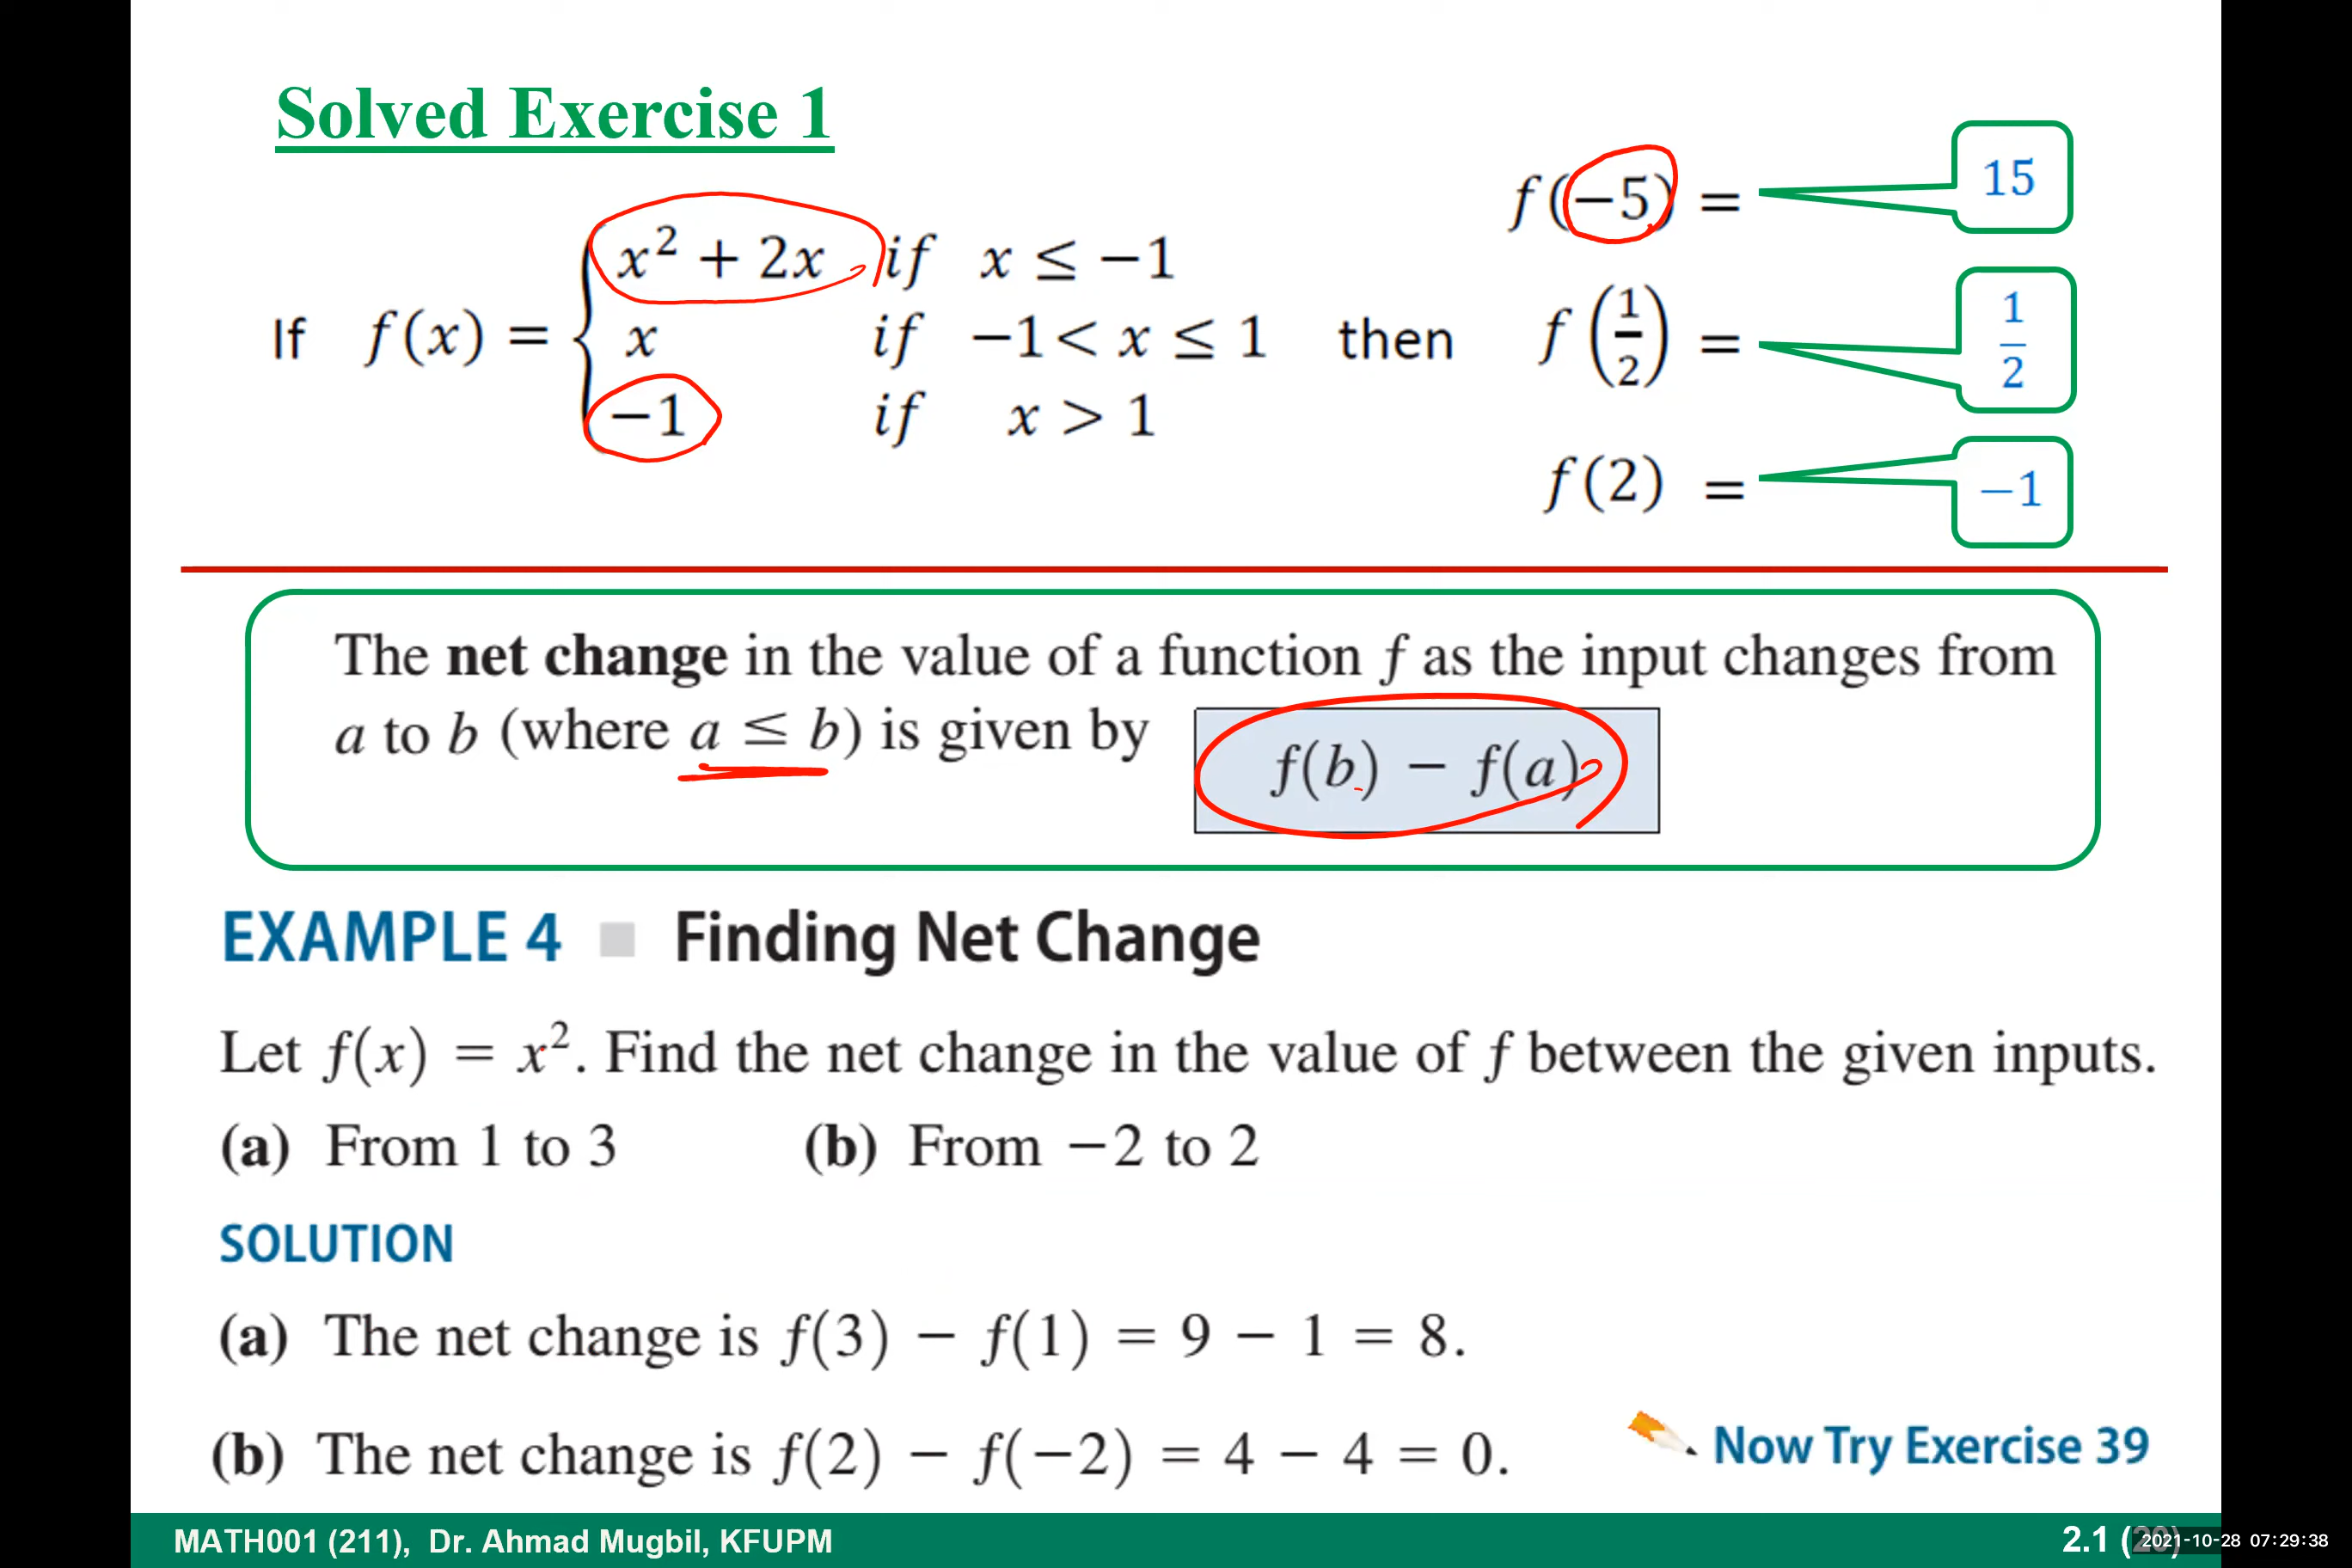 Solved Exercise 1
If f(x) = { x² + 2x if x ≤ −1
x if −1 < x ≤ 1
−1 if x > 1
then
f(−5) = 15
f(1/2) = 1/2
f(2) = −1
The net change in the value of a function f as the input changes from
a to b (where a ≤ b) is given by f(b) − f(a)
EXAMPLE 4 ■ Finding Net Change
Let f(x) = x². Find the net change in the value of f between the given inputs.
(a) From 1 to 3 (b) From −2 to 2
SOLUTION
(a) The net change is f(3) − f(1) = 9 − 1 = 8.
(b) The net change is f(2) − f(−2) = 4 − 4 = 0.
Now Try Exercise 39
MATH001 (211), Dr. Ahmad Mugbil, KFUPM
2.1 (20)
2021-10-28 07:29:38